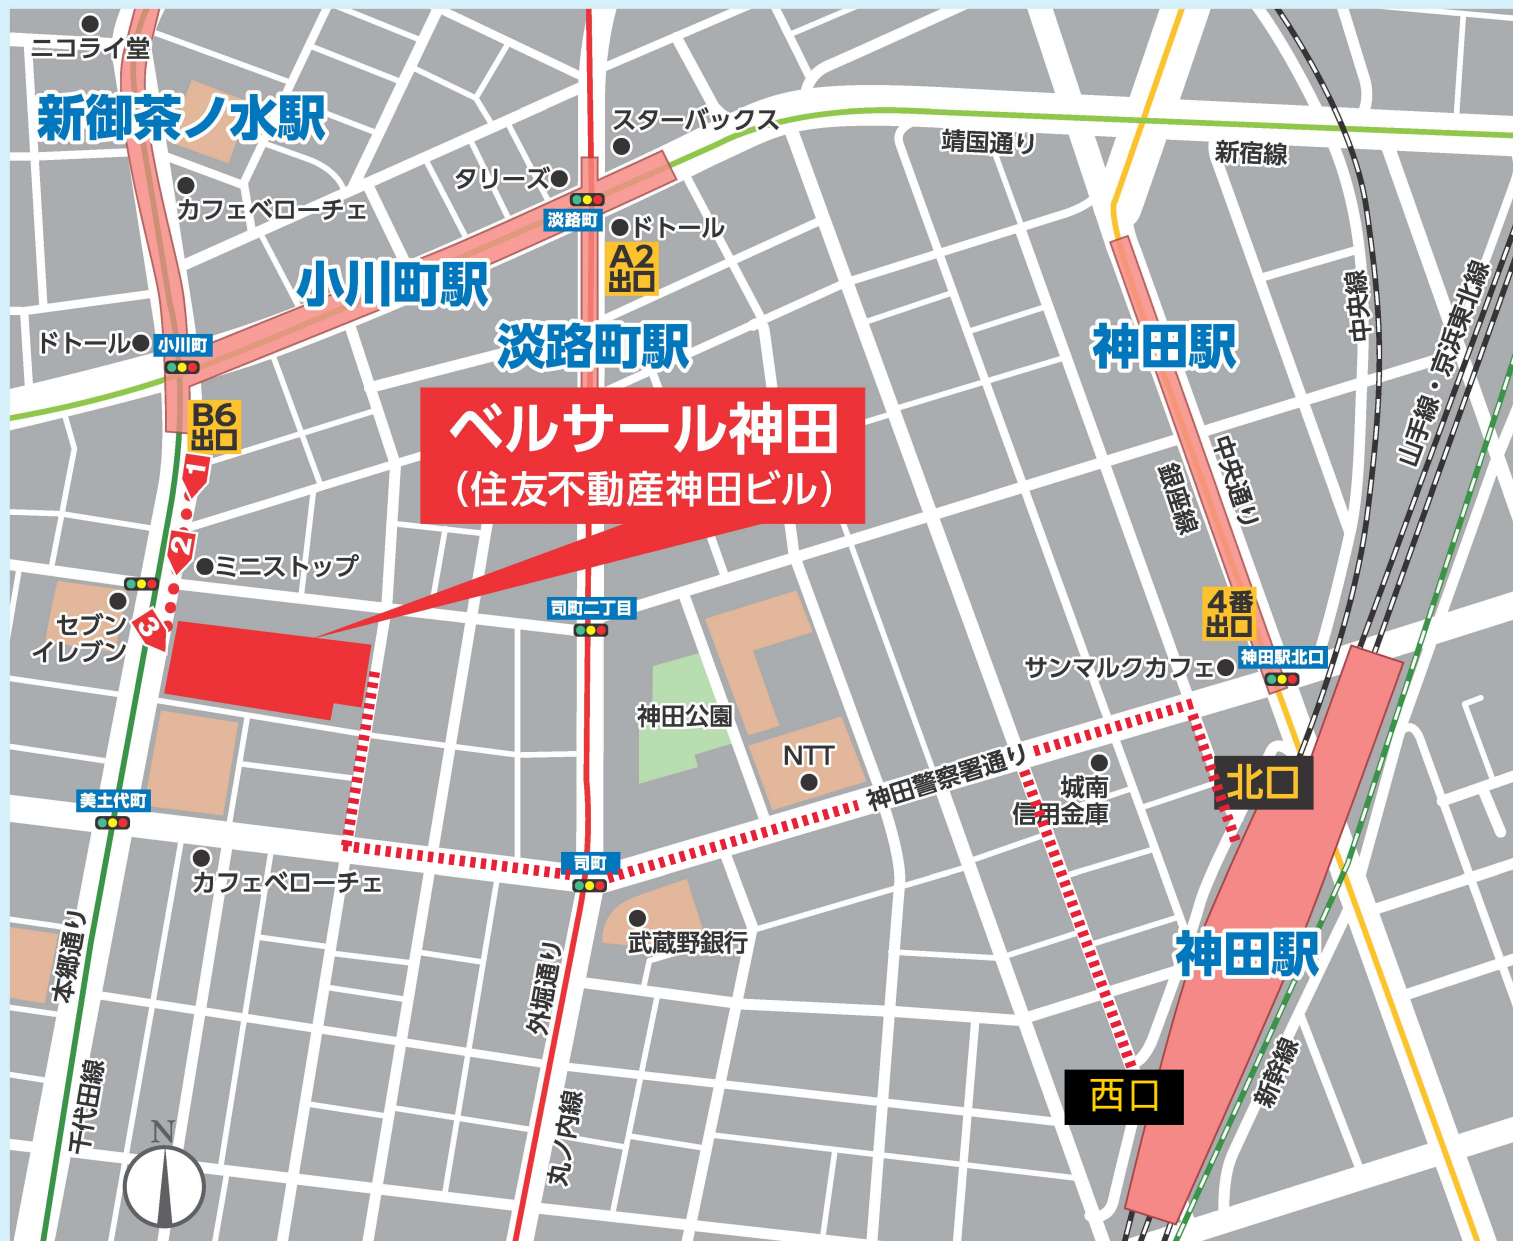 ニコライ堂
新御茶ノ水駅
カフェベローチェ
スターバックス
タリーズ
淡路町
ドトール
A2
出口
靖国通り
新宿線
小川町駅
淡路町駅
神田駅
中央線
山手線・京浜東北線
ドトール
小川町
B6
出口
1
2
3
ベルサール神田
（住友不動産神田ビル）
中央通り
銀座線
ミニストップ
セブン
イレブン
司町二丁目
4番
出口
神田駅北口
サンマルクカフェ
神田公園
NTT
神田警察署通り
城南
信用金庫
北口
美土代町
カフェベローチェ
司町
武蔵野銀行
神田駅
本郷通り
外堀通り
千代田線
丸ノ内線
西口
新幹線
N